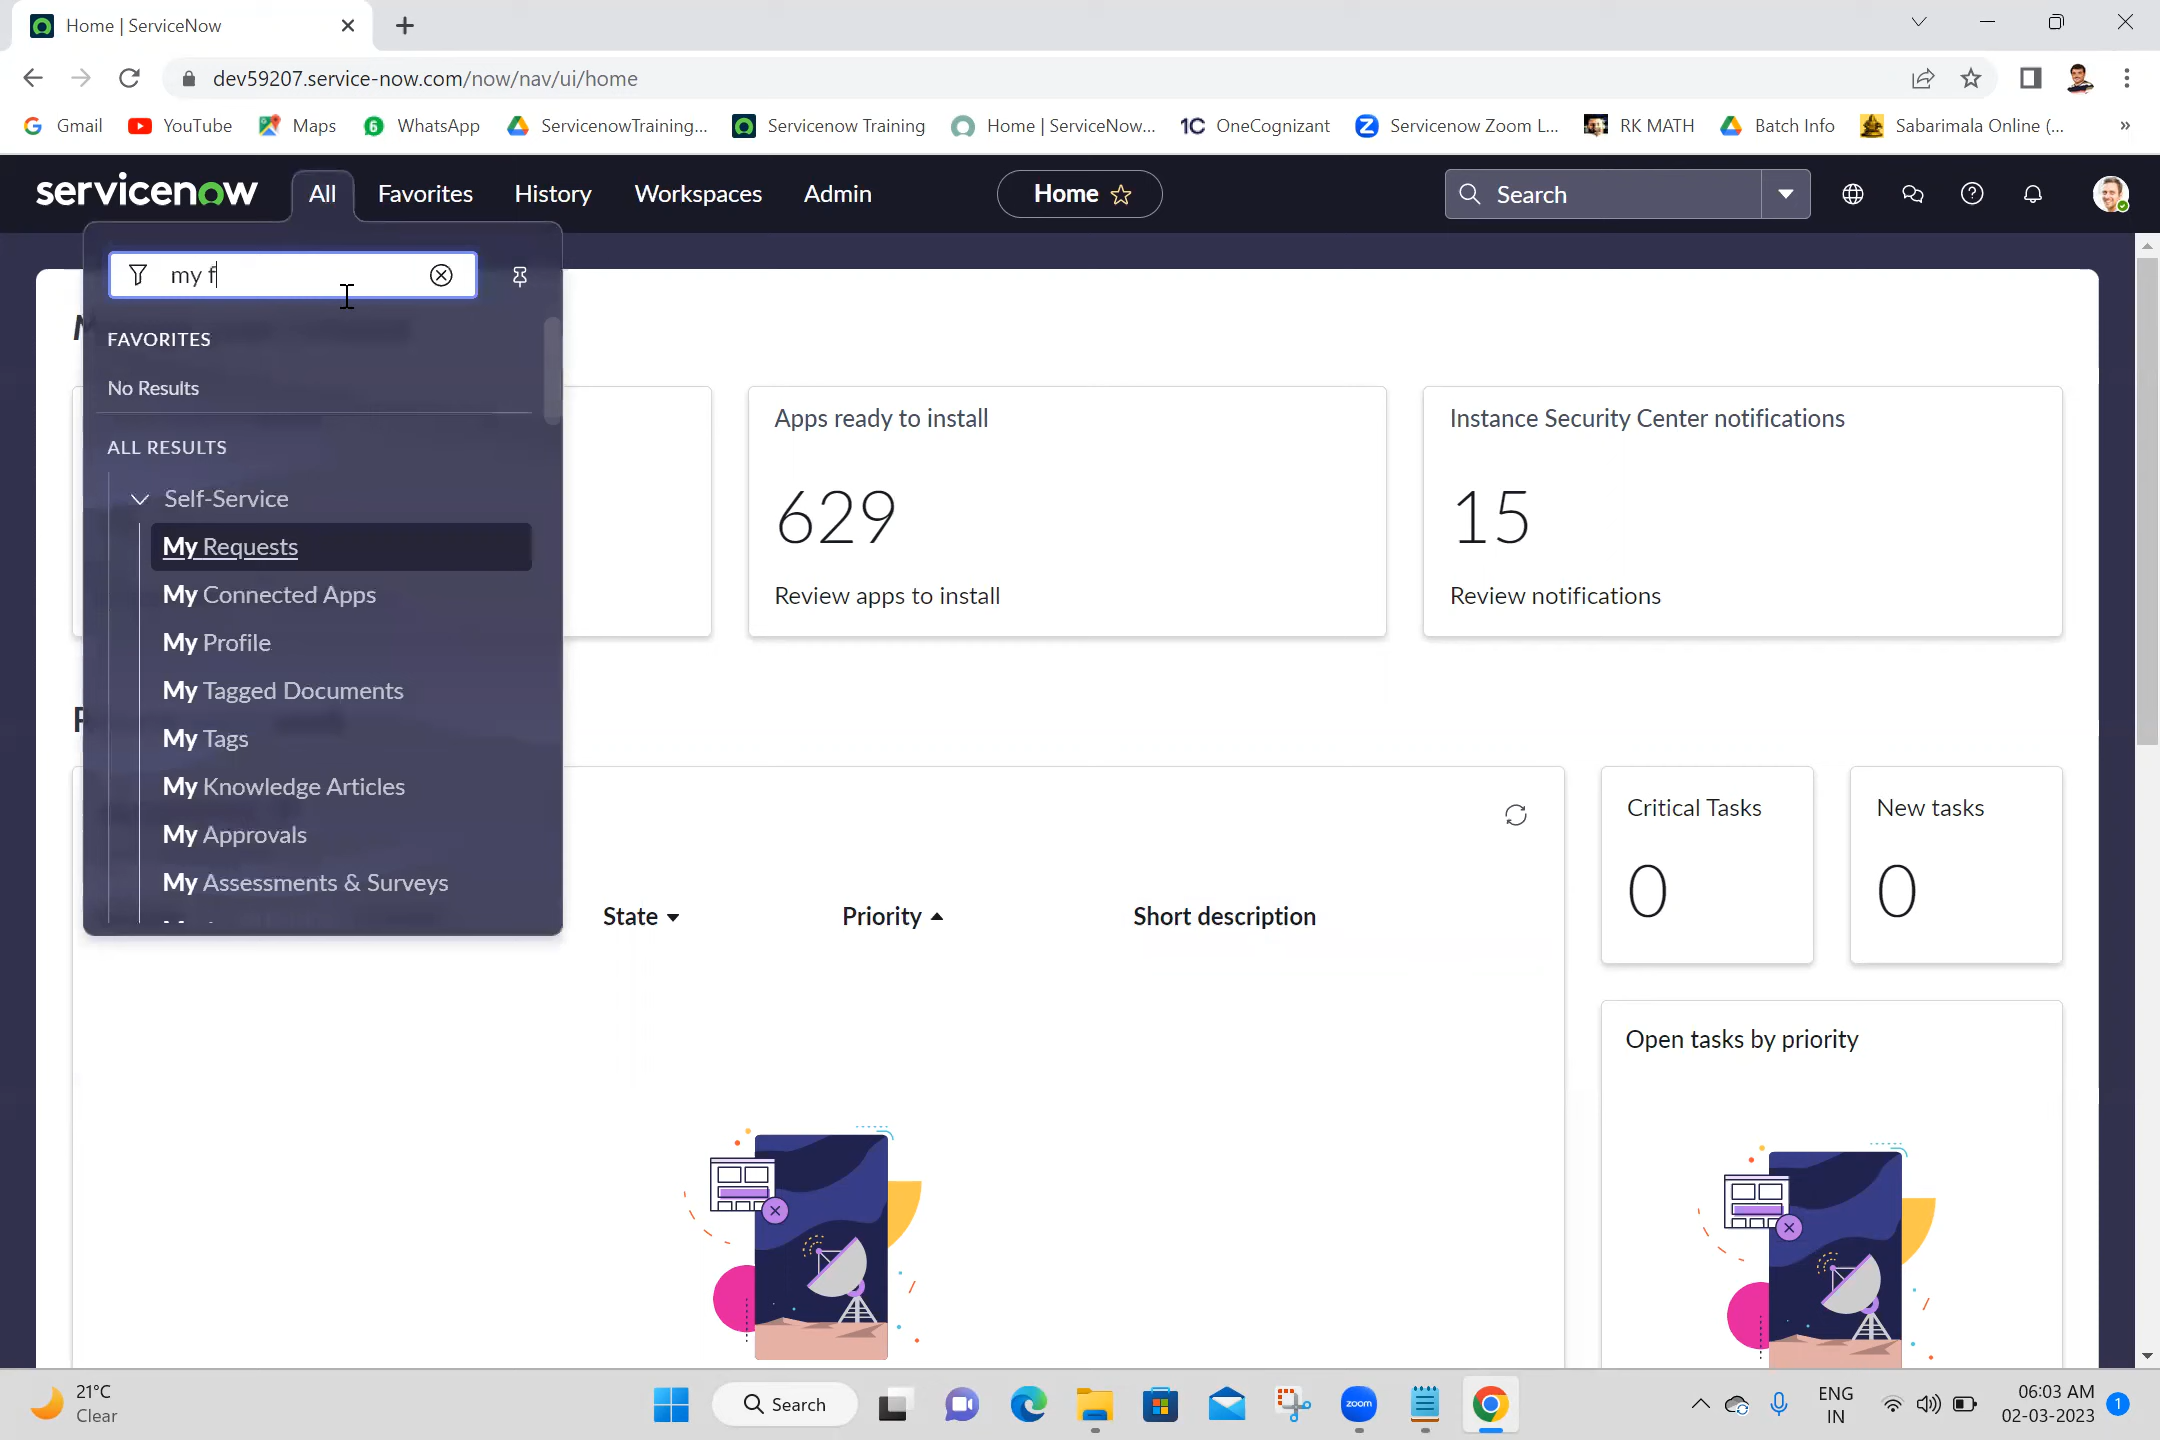 Home | ServiceNow
dev59207.service-now.com/now/nav/ui/home
Gmail YouTube Maps 6 WhatsApp ServicenowTraining... Servicenow Training Home | ServiceNow... 1C OneCognizant Z Servicenow Zoom L... RK MATH Batch Info Sabarimala Online (... »
servicenow All Favorites History Workspaces Admin Home Search
my f
FAVORITES
No Results
ALL RESULTS
Self-Service
My Requests
My Connected Apps
My Profile
My Tagged Documents
My Tags
My Knowledge Articles
My Approvals
My Assessments & Surveys
Apps ready to install
629
Review apps to install
Instance Security Center notifications
15
Review notifications
State Priority Short description
Critical Tasks
0
New tasks
0
Open tasks by priority
21°C
Clear
Search
zoom
ENG
IN
06:03 AM
02-03-2023
1